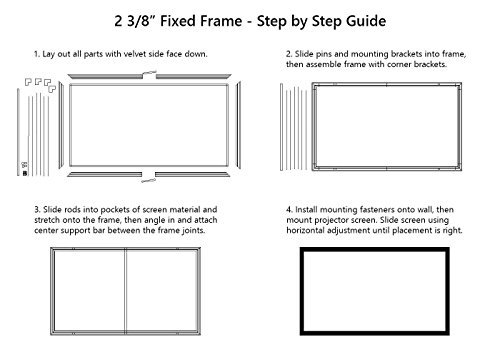 2 3/8” Fixed Frame - Step by Step Guide
1. Lay out all parts with velvet side face down.
2. Slide pins and mounting brackets into frame,
then assemble frame with corner brackets.
3. Slide rods into pockets of screen material and
stretch onto the frame, then angle in and attach
center support bar between the frame joints.
4. Install mounting fasteners onto wall, then
mount projector screen. Slide screen using
horizontal adjustment until placement is right.